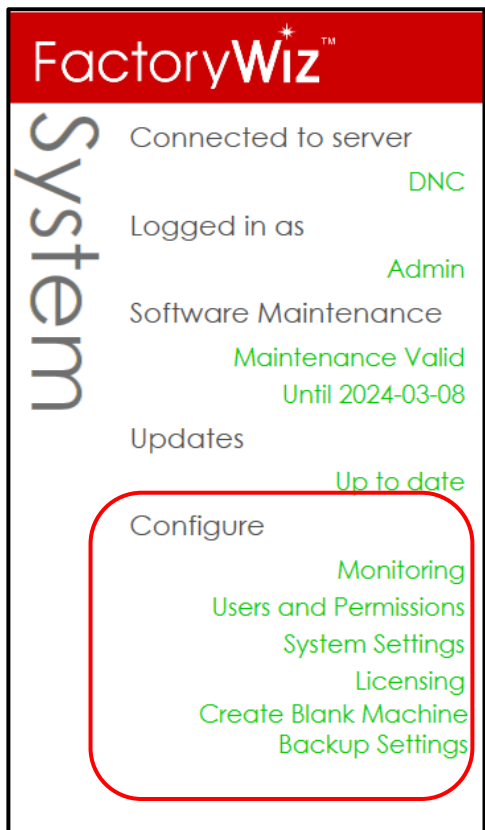 FactoryWiz™
System
Connected to server
DNC
Logged in as
Admin
Software Maintenance
Maintenance Valid
Until 2024-03-08
Updates
Up to date
Configure
Monitoring
Users and Permissions
System Settings
Licensing
Create Blank Machine
Backup Settings